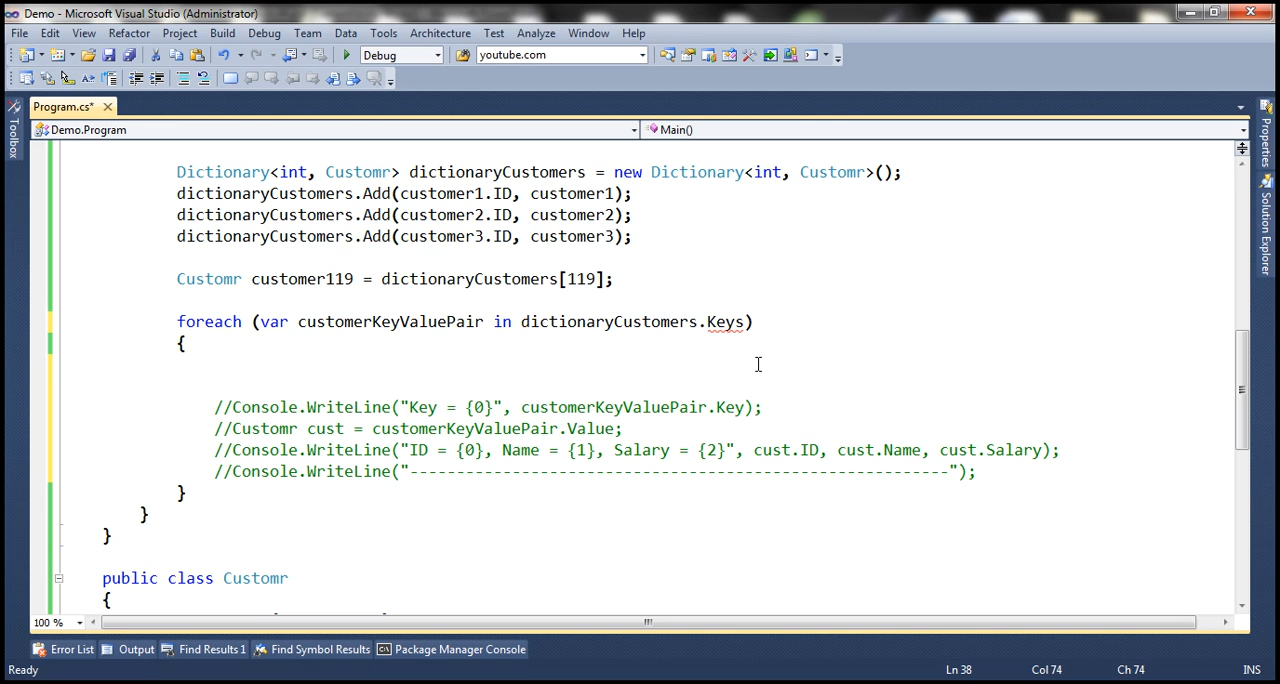 Demo - Microsoft Visual Studio (Administrator)
File Edit View Refactor Project Build Debug Team Data Tools Architecture Test Analyze Window Help
Debug youtube.com
Program.cs*
Demo.Program Main()
Toolbox
Properties
Solution Explorer
Dictionary<int, Customr> dictionaryCustomers = new Dictionary<int, Customr>();
dictionaryCustomers.Add(customer1.ID, customer1);
dictionaryCustomers.Add(customer2.ID, customer2);
dictionaryCustomers.Add(customer3.ID, customer3);
Customr customer119 = dictionaryCustomers[119];
foreach (var customerKeyValuePair in dictionaryCustomers.Keys)
{
//Console.WriteLine("Key = {0}", customerKeyValuePair.Key);
//Customr cust = customerKeyValuePair.Value;
//Console.WriteLine("ID = {0}, Name = {1}, Salary = {2}", cust.ID, cust.Name, cust.Salary);
//Console.WriteLine("----------------------------------------------------------");
}
}
}
public class Customr
{
100 %
Error List Output Find Results 1 Find Symbol Results Package Manager Console
Ready Ln 38 Col 74 Ch 74 INS